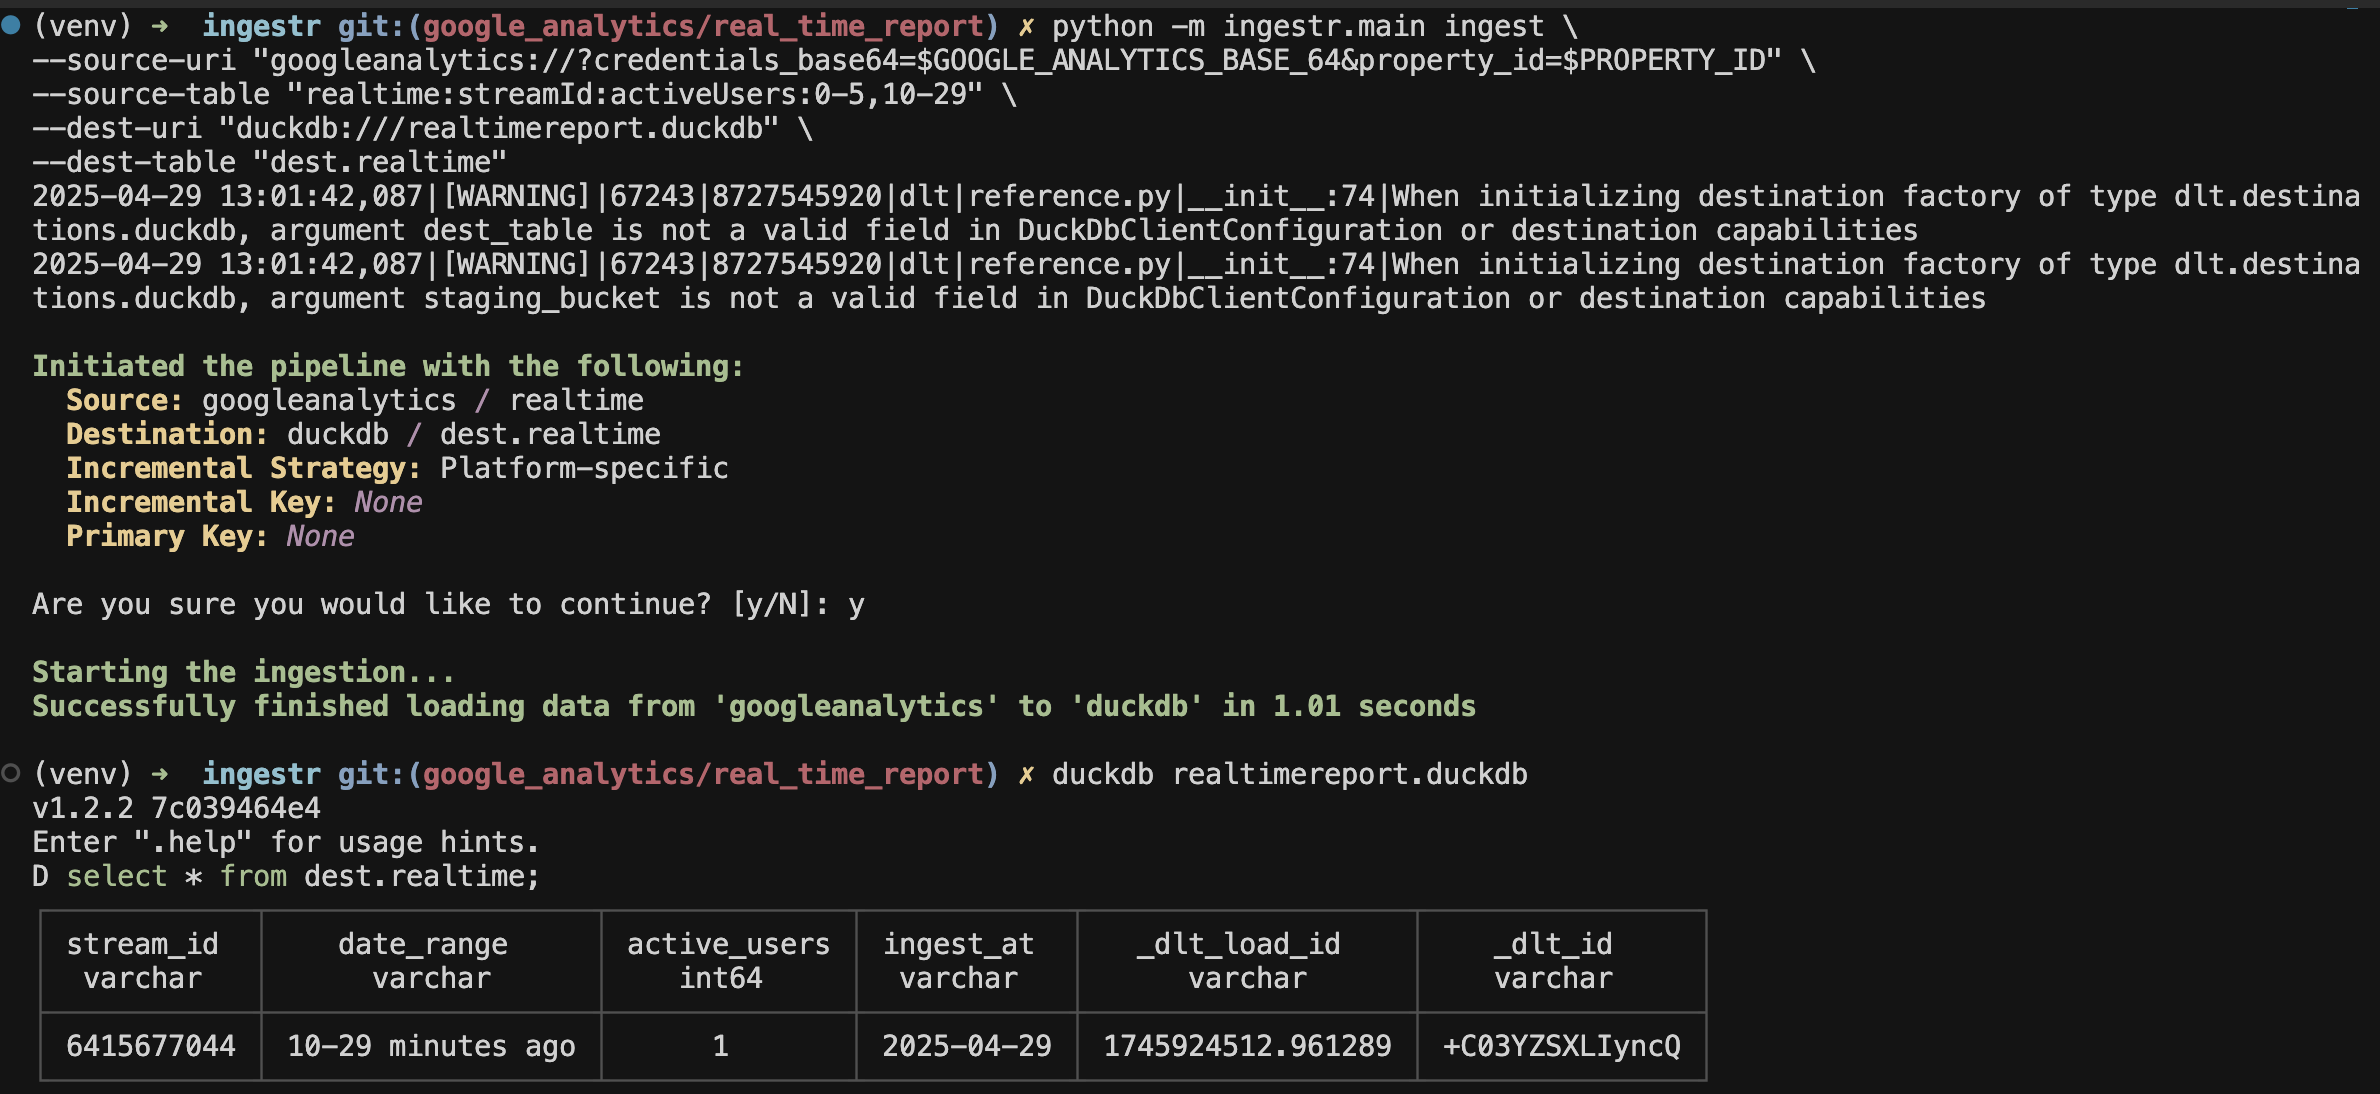 (venv) ➜  ingestr git:(google_analytics/real_time_report) ✗ python -m ingestr.main ingest \
--source-uri "googleanalytics://?credentials_base64=$GOOGLE_ANALYTICS_BASE_64&property_id=$PROPERTY_ID" \
--source-table "realtime:streamId:activeUsers:0-5,10-29" \
--dest-uri "duckdb:///realtimereport.duckdb" \
--dest-table "dest.realtime"
2025-04-29 13:01:42,087|[WARNING]|67243|8727545920|dlt|reference.py|__init__:74|When initializing destination factory of type dlt.destina
tions.duckdb, argument dest_table is not a valid field in DuckDbClientConfiguration or destination capabilities
2025-04-29 13:01:42,087|[WARNING]|67243|8727545920|dlt|reference.py|__init__:74|When initializing destination factory of type dlt.destina
tions.duckdb, argument staging_bucket is not a valid field in DuckDbClientConfiguration or destination capabilities
Initiated the pipeline with the following:
Source: googleanalytics / realtime
Destination: duckdb / dest.realtime
Incremental Strategy: Platform-specific
Incremental Key: None
Primary Key: None
Are you sure you would like to continue? [y/N]: y
Starting the ingestion...
Successfully finished loading data from 'googleanalytics' to 'duckdb' in 1.01 seconds
(venv) ➜  ingestr git:(google_analytics/real_time_report) ✗ duckdb realtimereport.duckdb
v1.2.2 7c039464e4
Enter ".help" for usage hints.
D select * from dest.realtime;
stream_id date_range active_users ingest_at _dlt_load_id _dlt_id
varchar varchar int64 varchar varchar varchar
6415677044 10-29 minutes ago 1 2025-04-29 1745924512.961289 +C03YZSXLIyncQ